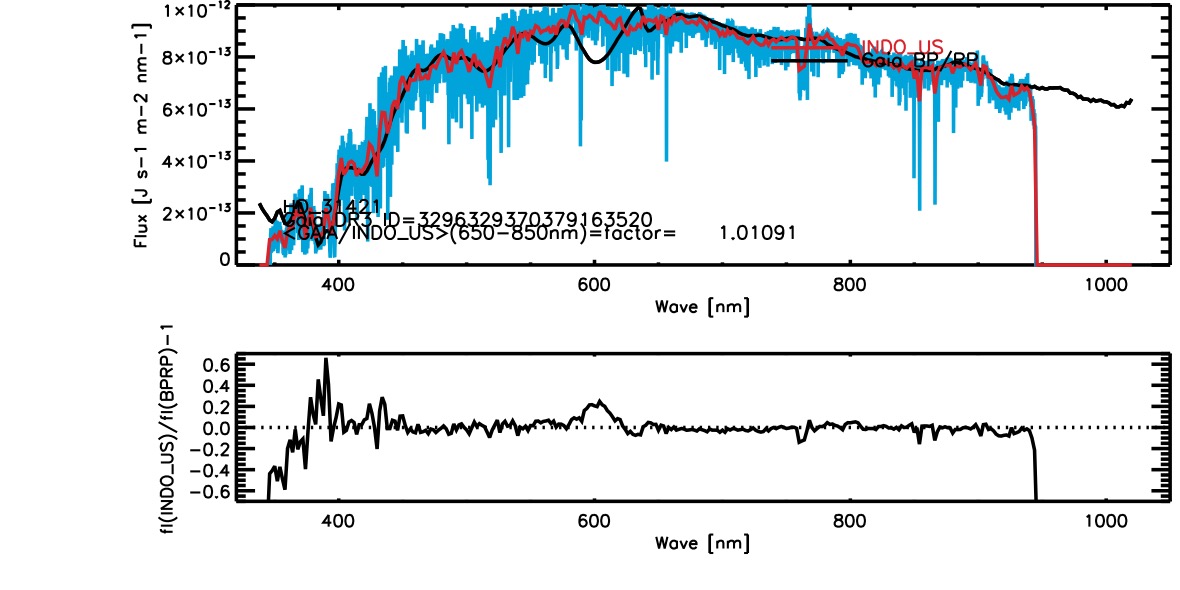 1×10−12
8×10−13
6×10−13
4×10−13
2×10−13
0
Flux [J s−1 m−2 nm−1]
INDO_US
Gaia BP/RP
HD_31421
Gaia DR3 ID=3296329370379163520
<GAIA/INDO_US>(650−850nm)=factor= 1.01091
400 600 800 1000
Wave [nm]
fl(INDO_US)/fl(BPRP)−1
0.6
0.4
0.2
0.0
−0.2
−0.4
−0.6
400 600 800 1000
Wave [nm]